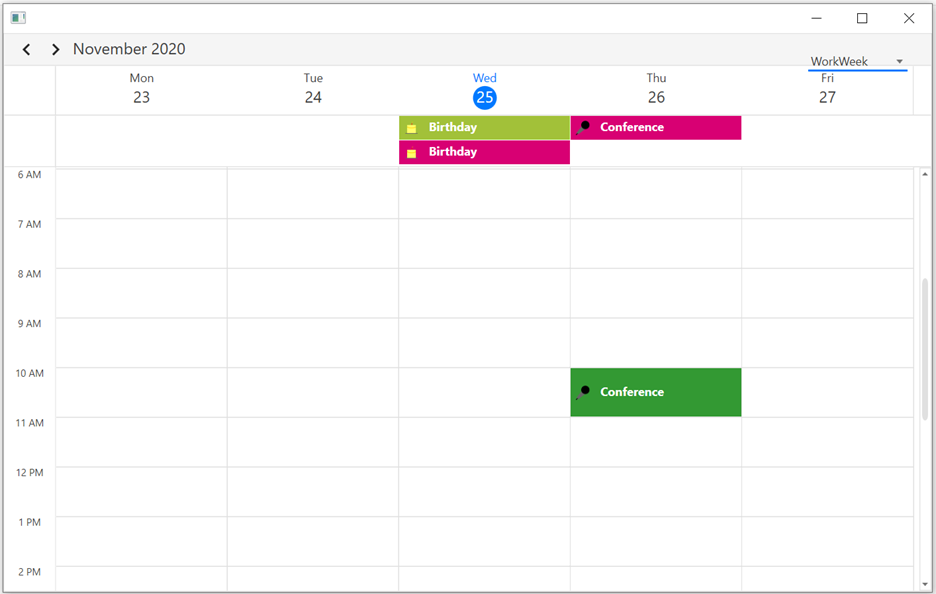 November 2020
WorkWeek
Mon Tue Wed Thu Fri
23 24 25 26 27
Birthday Conference
Birthday
6 AM
7 AM
8 AM
9 AM
10 AM
Conference
11 AM
12 PM
1 PM
2 PM